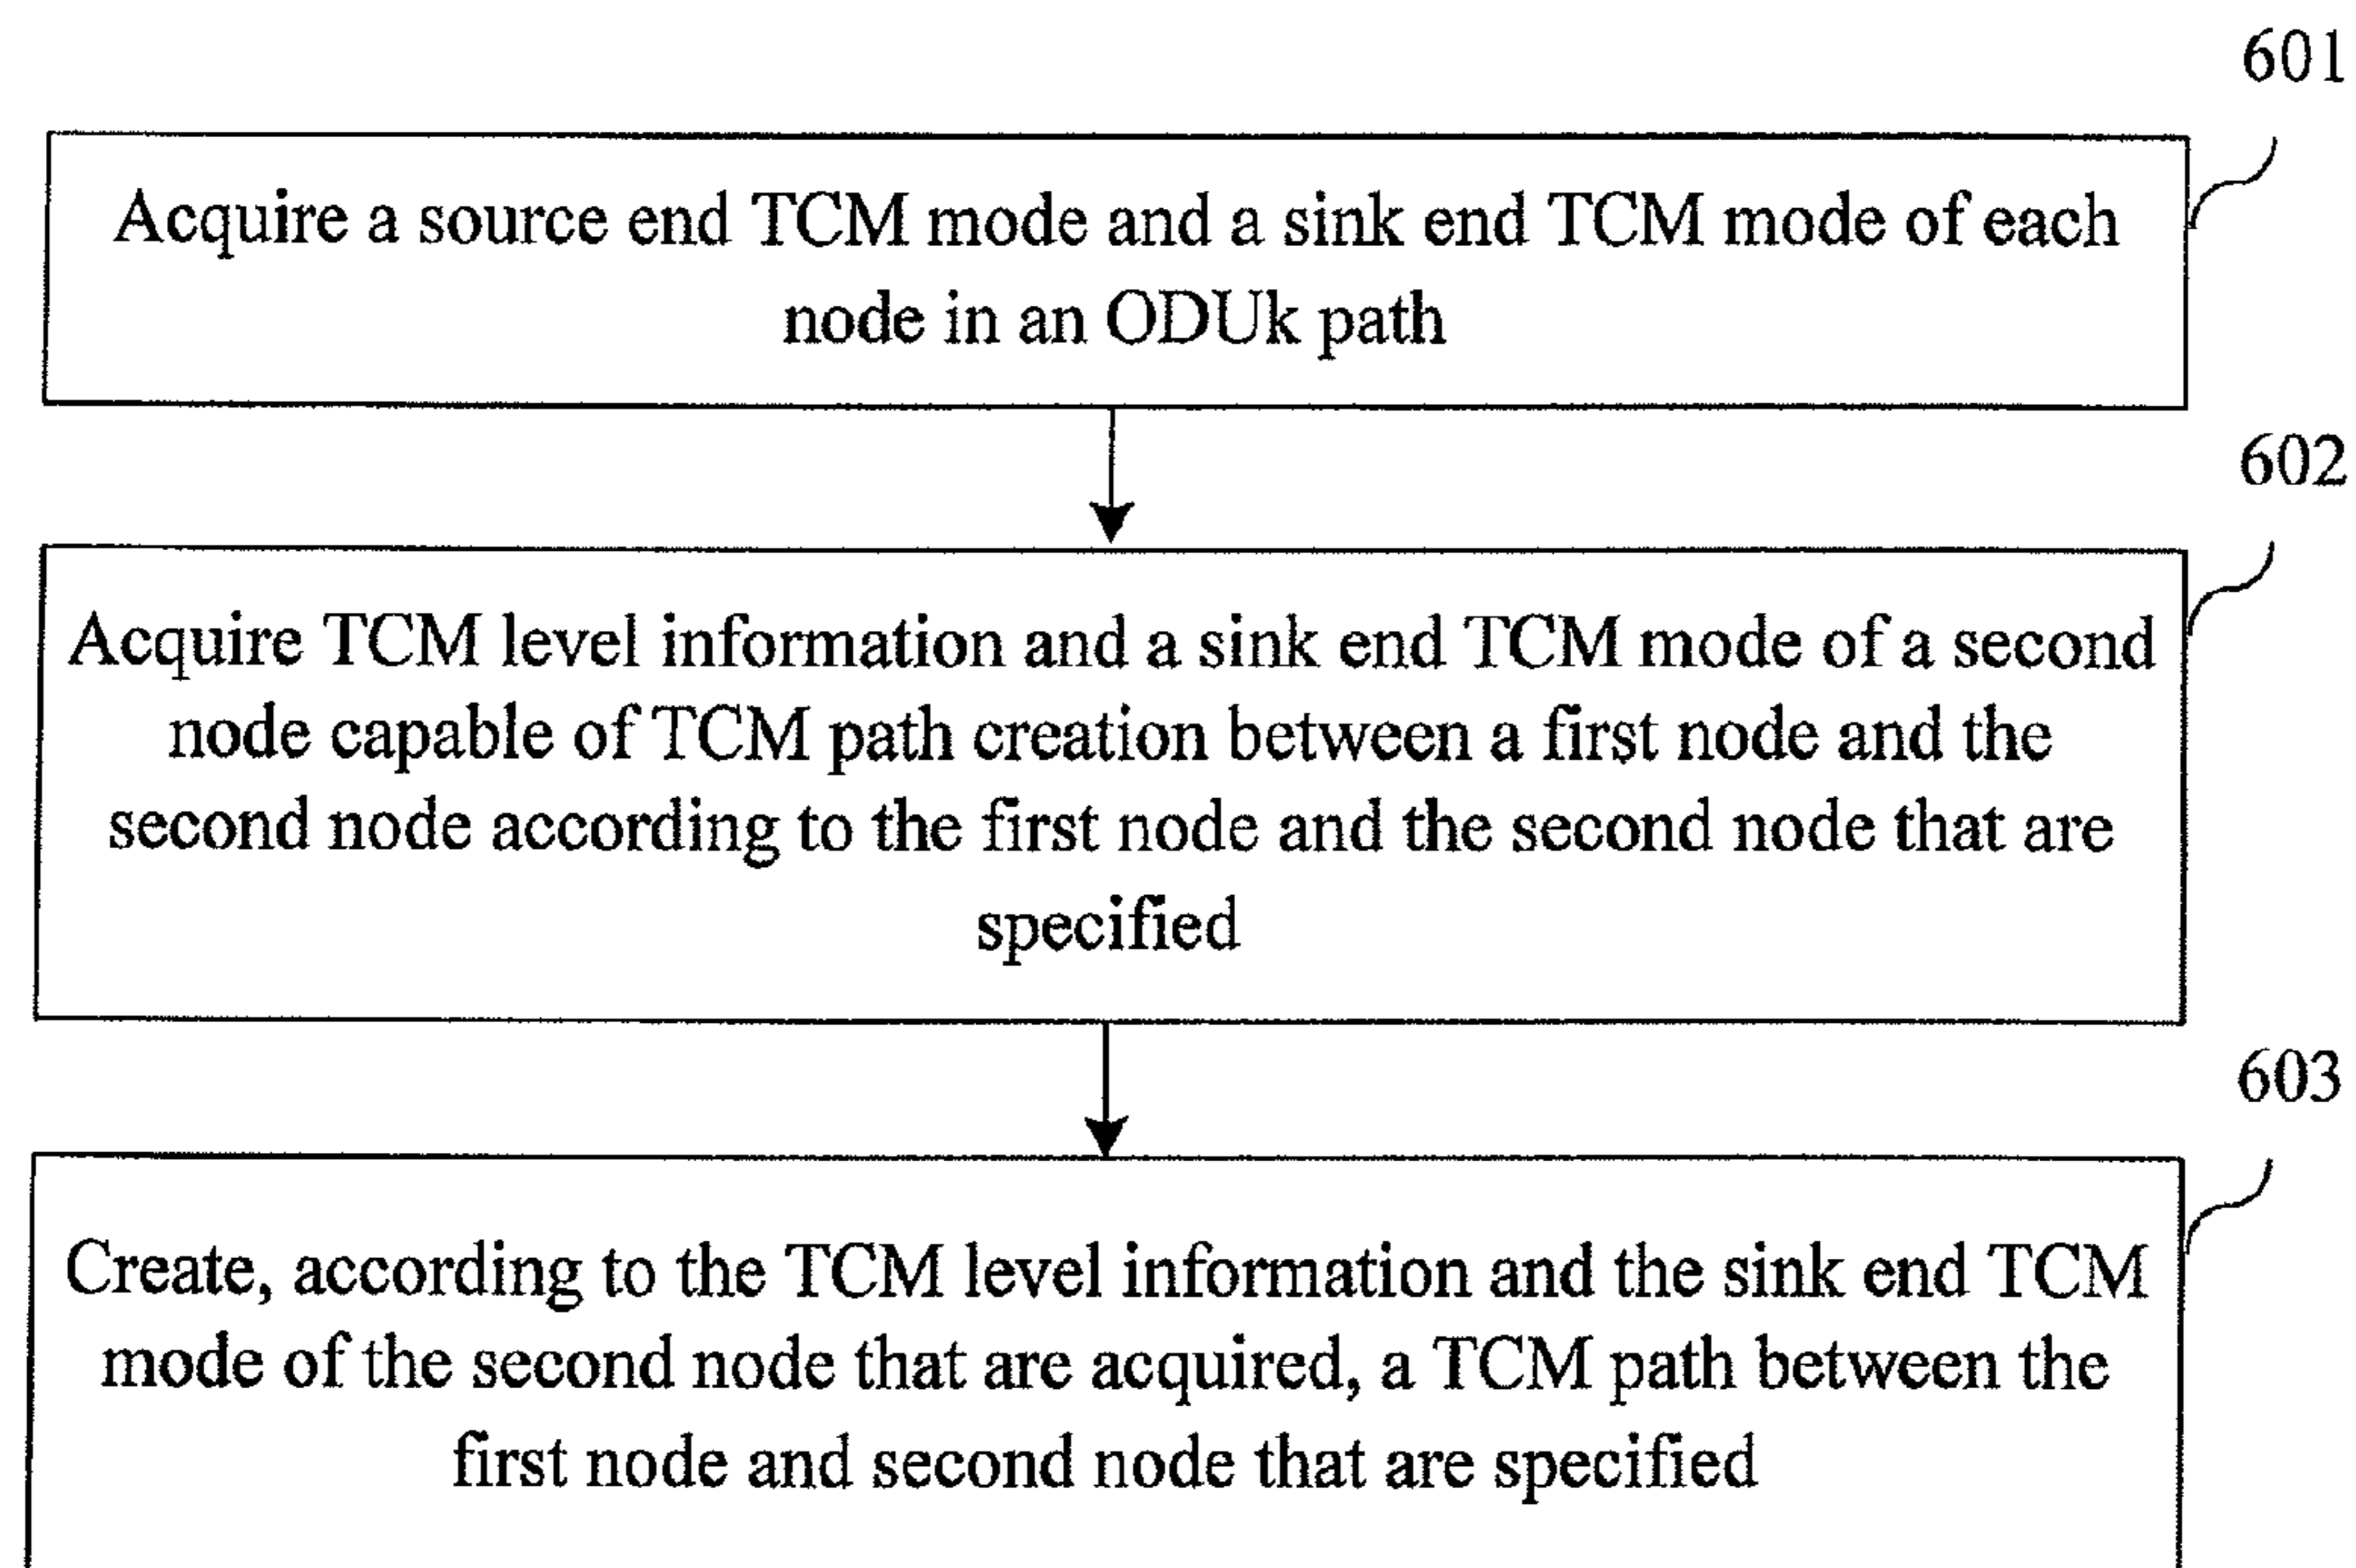 601
Acquire a source end TCM mode and a sink end TCM mode of each
node in an ODUk path
602
Acquire TCM level information and a sink end TCM mode of a second
node capable of TCM path creation between a first node and the
second node according to the first node and the second node that are
specified
603
Create, according to the TCM level information and the sink end TCM
mode of the second node that are acquired, a TCM path between the
first node and second node that are specified